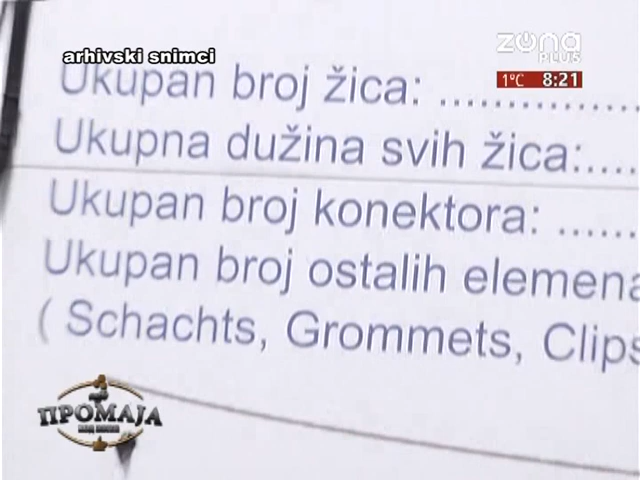 arhivski snimci
zona
PLUS
1°C 8:21
Ukupan broj žica: ................
Ukupna dužina svih žica:.....
Ukupan broj konektora: ......
Ukupan broj ostalih elemena
( Schachts, Grommets, Clips
ПРОМАЈА